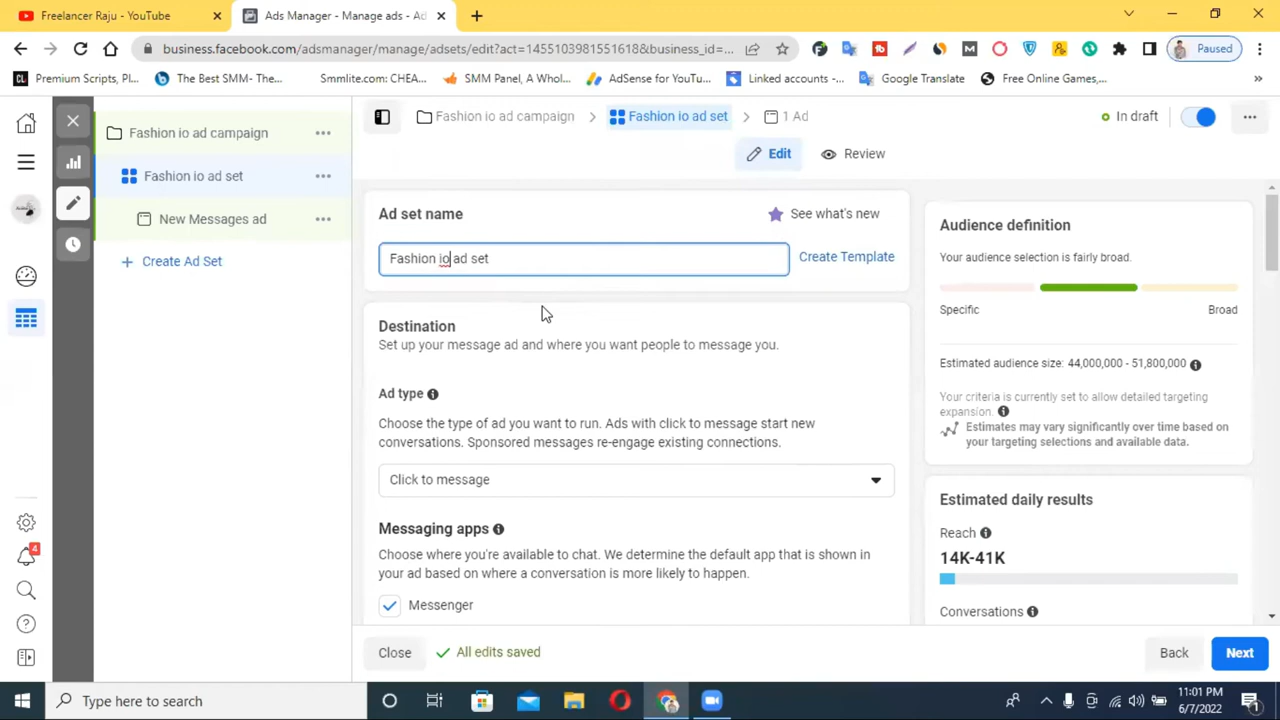 Freelancer Raju - YouTube
Ads Manager - Manage ads - Ad
business.facebook.com/adsmanager/manage/adsets/edit?act=1455103981551618&business_id=...
Paused
Premium Scripts, Pl...
The Best SMM- The...
Smmlite.com: CHEA...
SMM Panel, A Whol...
AdSense for YouTu...
Linked accounts -...
Google Translate
Free Online Games,...
Fashion io ad campaign
Fashion io ad set
1 Ad
In draft
Edit
Review
Fashion io ad campaign
Fashion io ad set
New Messages ad
+ Create Ad Set
Ad set name
See what's new
Fashion io ad set
Create Template
Destination
Set up your message ad and where you want people to message you.
Ad type
Choose the type of ad you want to run. Ads with click to message start new
conversations. Sponsored messages re-engage existing connections.
Click to message
Messaging apps
Choose where you're available to chat. We determine the default app that is shown in
your ad based on where a conversation is more likely to happen.
Messenger
Audience definition
Your audience selection is fairly broad.
Specific
Broad
Estimated audience size: 44,000,000 - 51,800,000
Your criteria is currently set to allow detailed targeting
expansion.
Estimates may vary significantly over time based on
your targeting selections and available data.
Estimated daily results
Reach
14K-41K
Conversations
4
Close
All edits saved
Back
Next
Type here to search
11:01 PM
6/7/2022
1